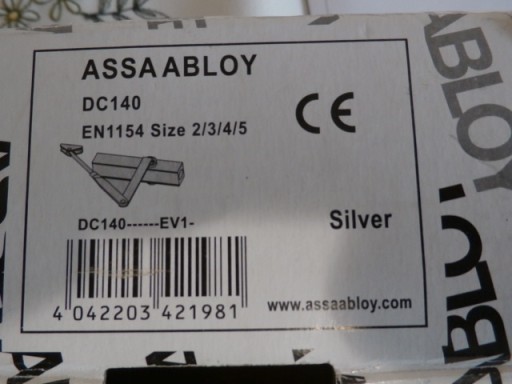 ASSA ABLOY
DC140
EN1154 Size 2/3/4/5
CE
DC140------EV1-
Silver
4 042203 421981
www.assaabloy.com
ABLOY
ABLO